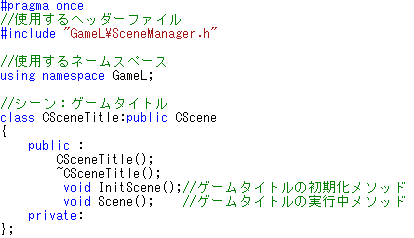 #pragma once
//使用するヘッダーファイル
#include "GameL¥SceneManager.h"

//使用するネームスペース
using namespace GameL;

//シーン：ゲームタイトル
class CSceneTitle:public CScene
{
    public :
        CSceneTitle();
        ~CSceneTitle();
         void InitScene();//ゲームタイトルの初期化メソッド
         void Scene();    //ゲームタイトルの実行中メソッド
    private:
};